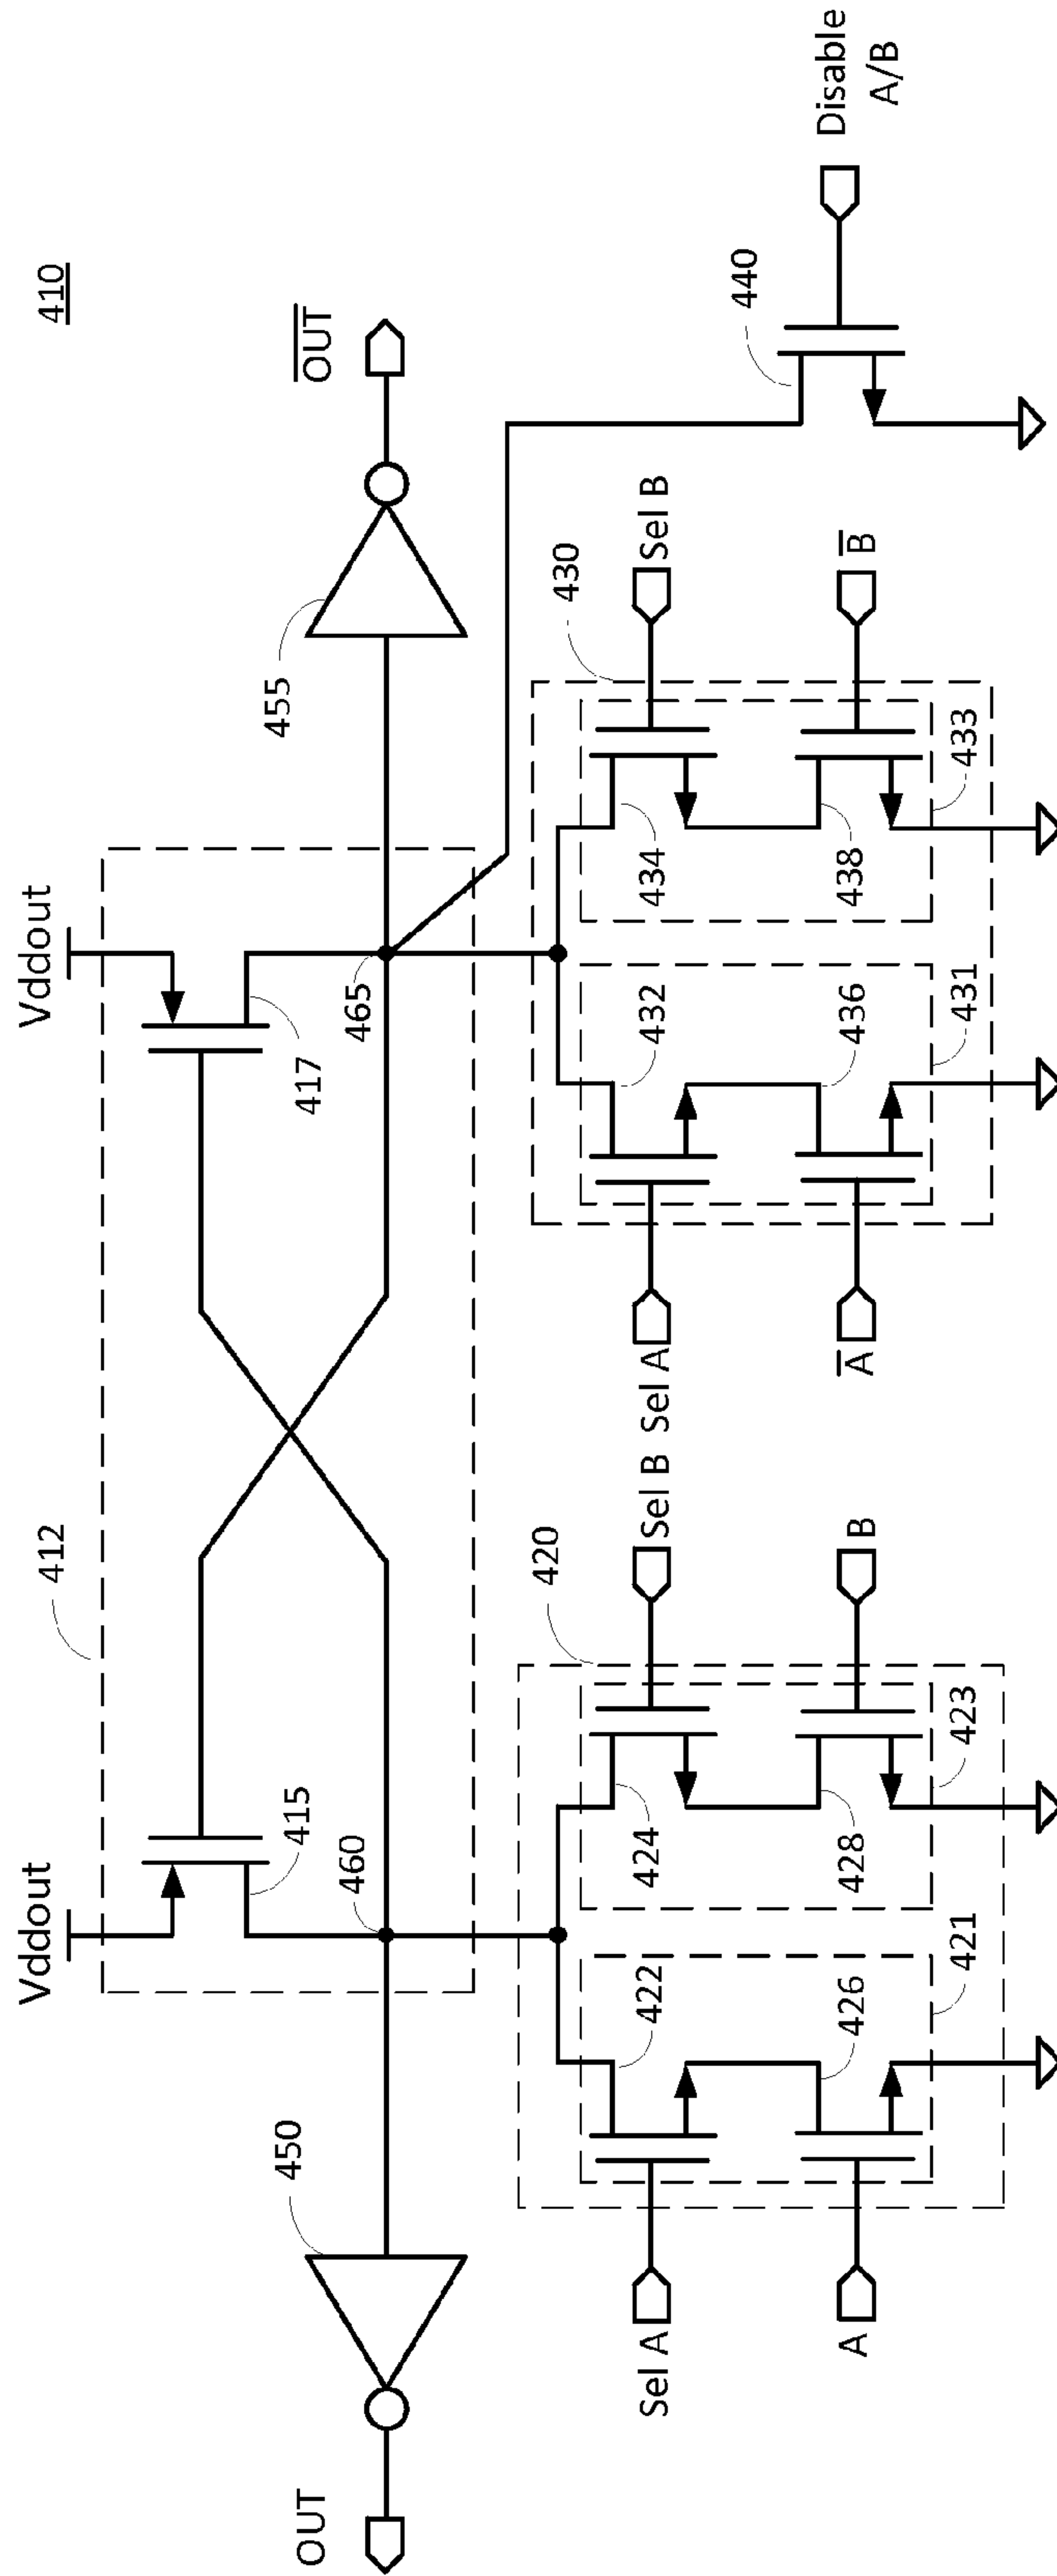 410
Vddout
Vddout
412
415
417
450
460
465
455
OUT
O̅U̅T̅
420
430
440
Sel A
422
424
Sel B
Sel A
432
434
Sel B
A
426
428
B
A̅
436
438
B̅
Disable
A/B
421
423
431
433